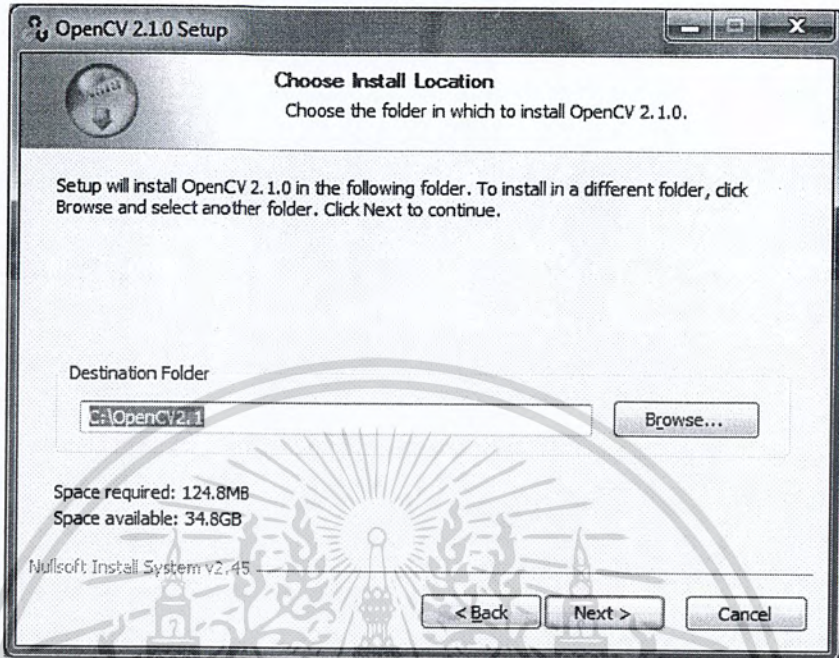 OpenCV 2.1.0 Setup
Choose Install Location
Choose the folder in which to install OpenCV 2.1.0.
Setup will install OpenCV 2.1.0 in the following folder. To install in a different folder, click
Browse and select another folder. Click Next to continue.
Destination Folder
C:\OpenCV2.1
Browse...
Space required: 124.8MB
Space available: 34.8GB
Nullsoft Install System v2.45
< Back
Next >
Cancel